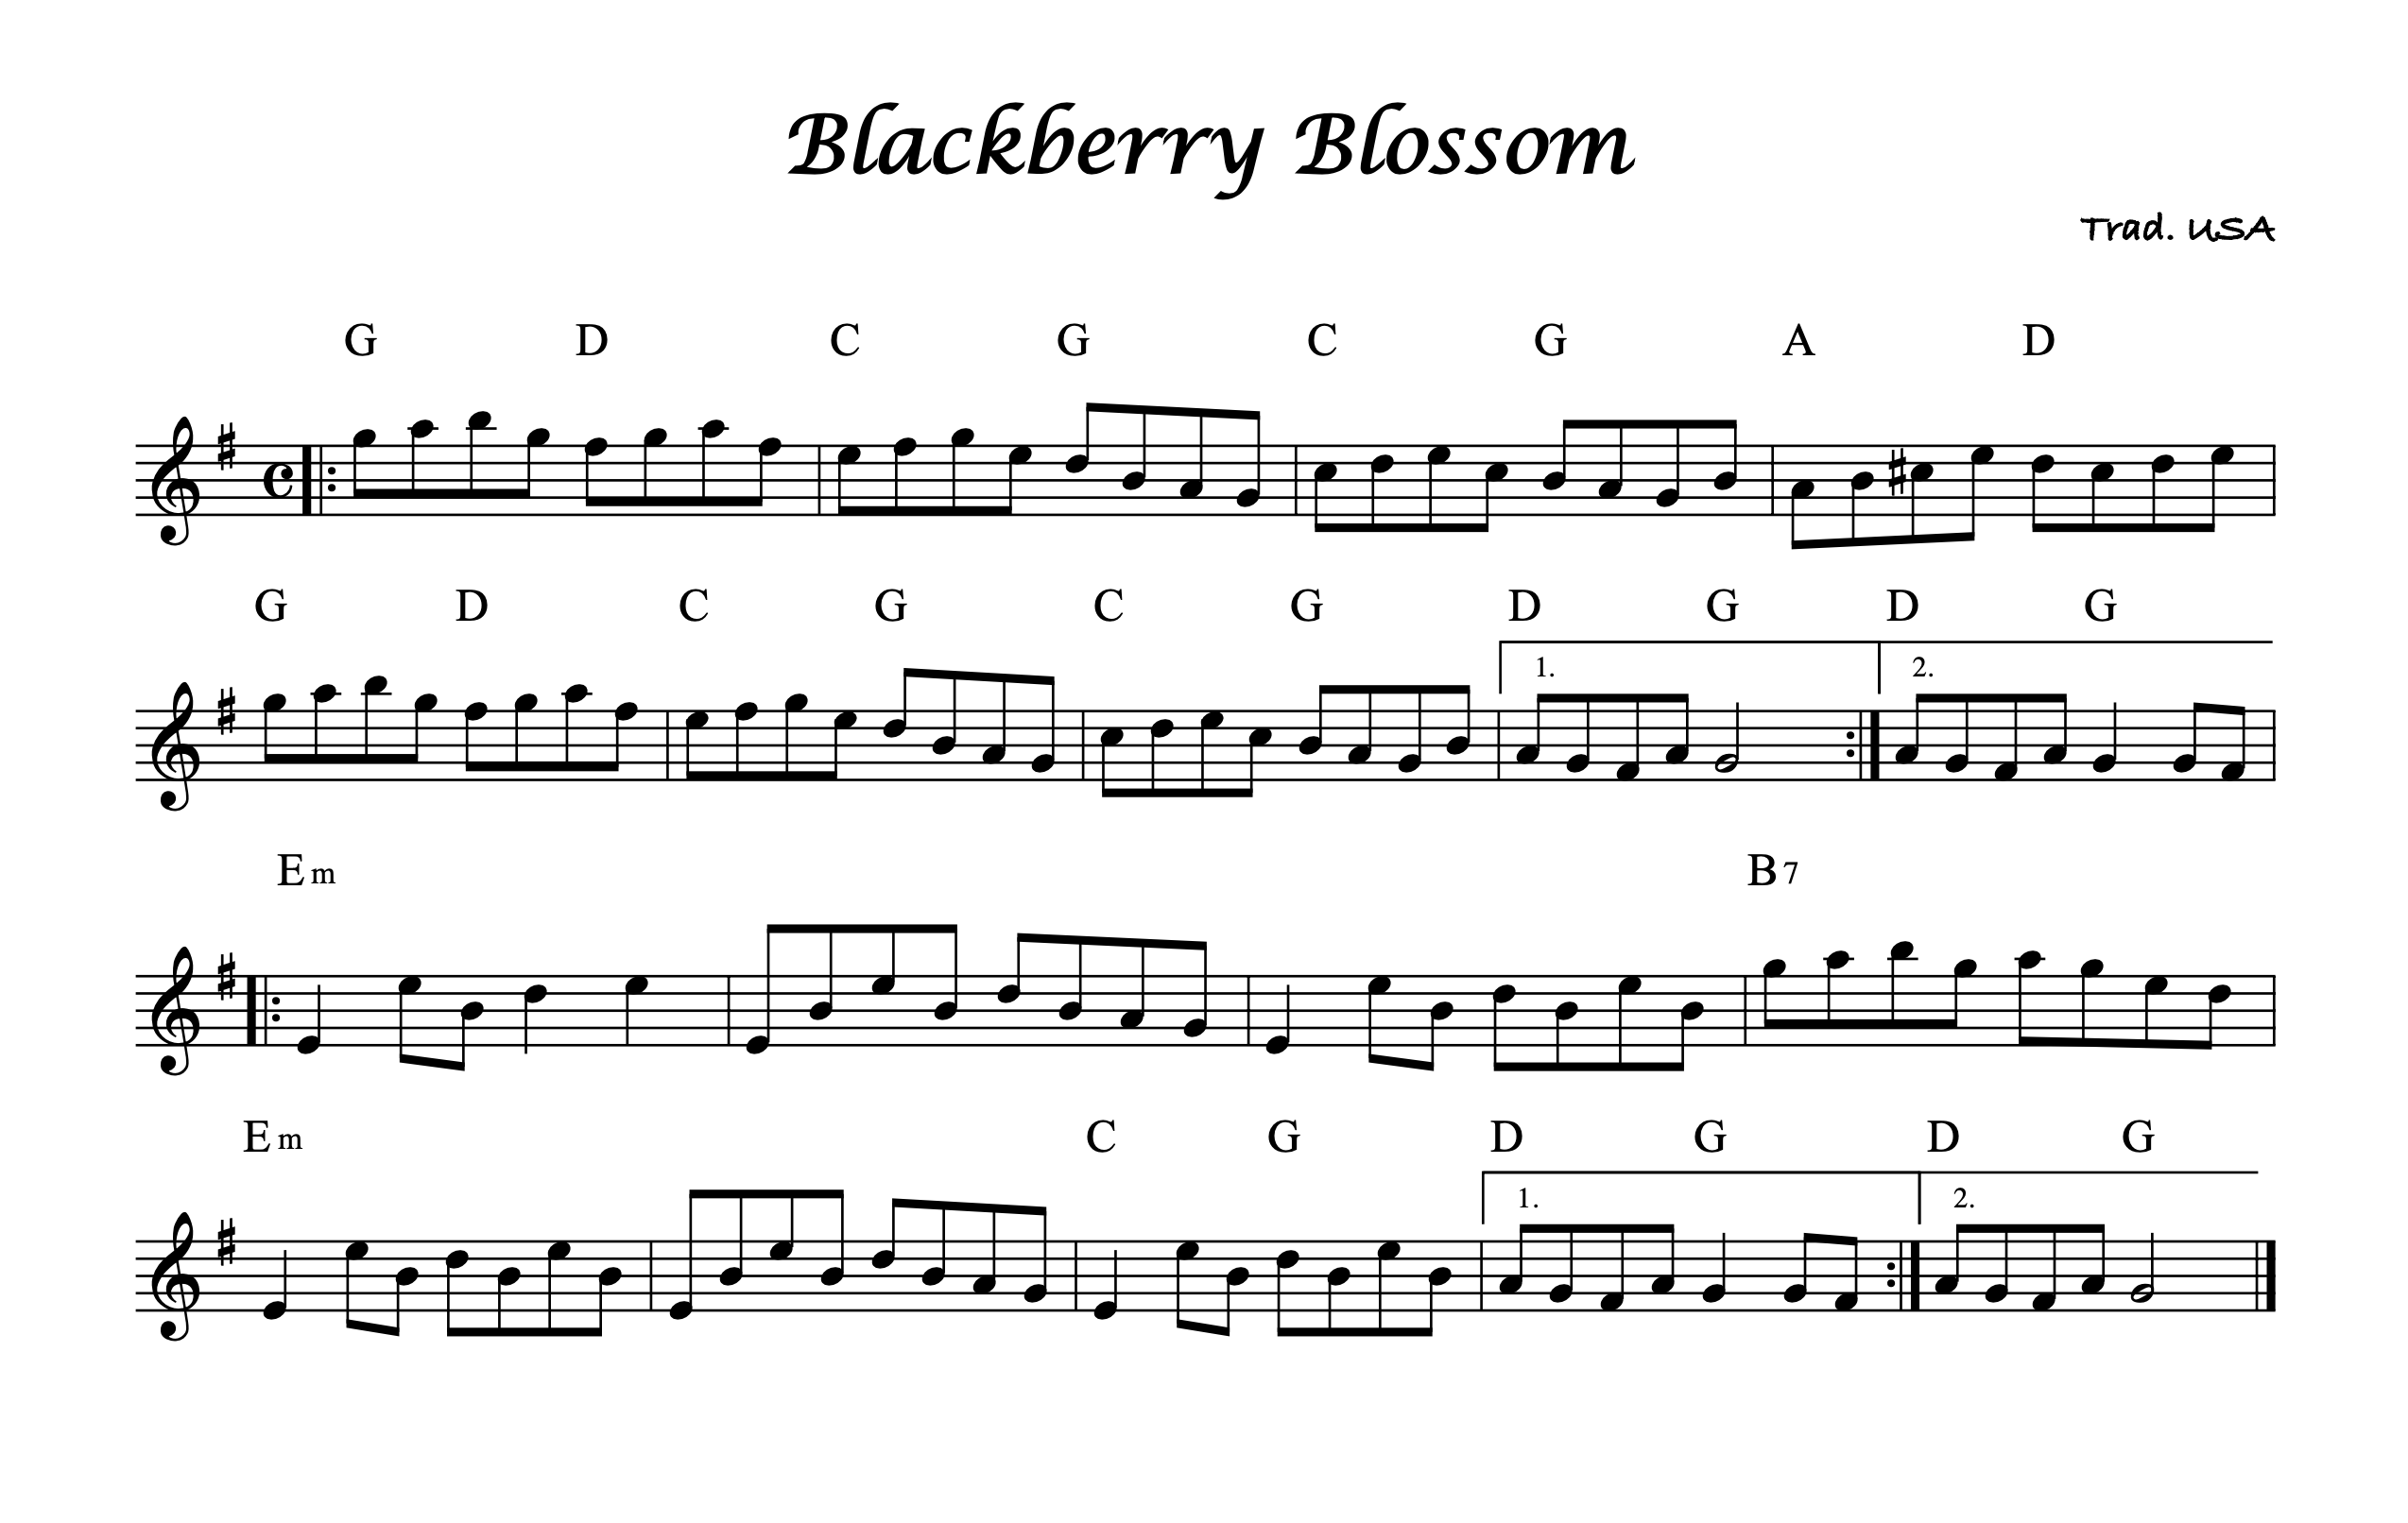 Blackberry Blossom
Trad. USA
G D C G C G A D
G D C G C G D G D G
1. 2.
Em B7
Em C G D G D G
1. 2.